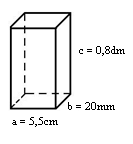 c = 0,8dm
b = 20mm
a = 5,5cm